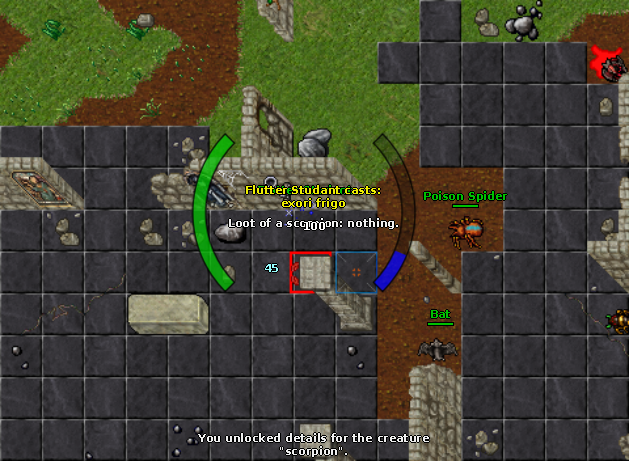 Poison Spider
Flutter Studant casts:
exori frigo
Loot of a scorpion: nothing.
45
Bat
You unlocked details for the creature
"scorpion".